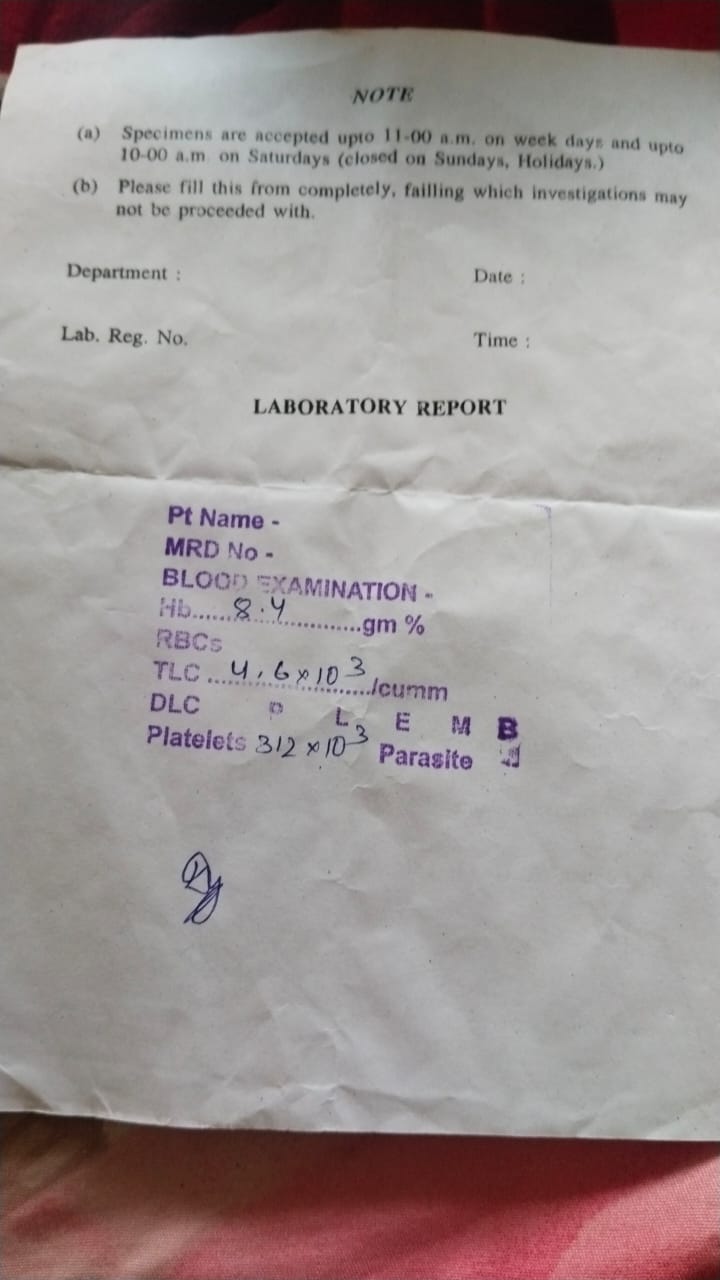 NOTE
(a) Specimens are accepted upto 11-00 a.m. on week days and upto
10-00 a.m on Saturdays (closed on Sundays, Holidays.)
(b) Please fill this from completely, failling which investigations may
not be proceeded with.
Department :
Date :
Lab. Reg. No.
Time :
LABORATORY REPORT
Pt Name -
MRD No -
BLOOD EXAMINATION -
Hb......8.4............gm %
RBCs
TLC...4.6x10³.../cumm
DLC P L E M B
Platelets 312 x 10³ Parasite